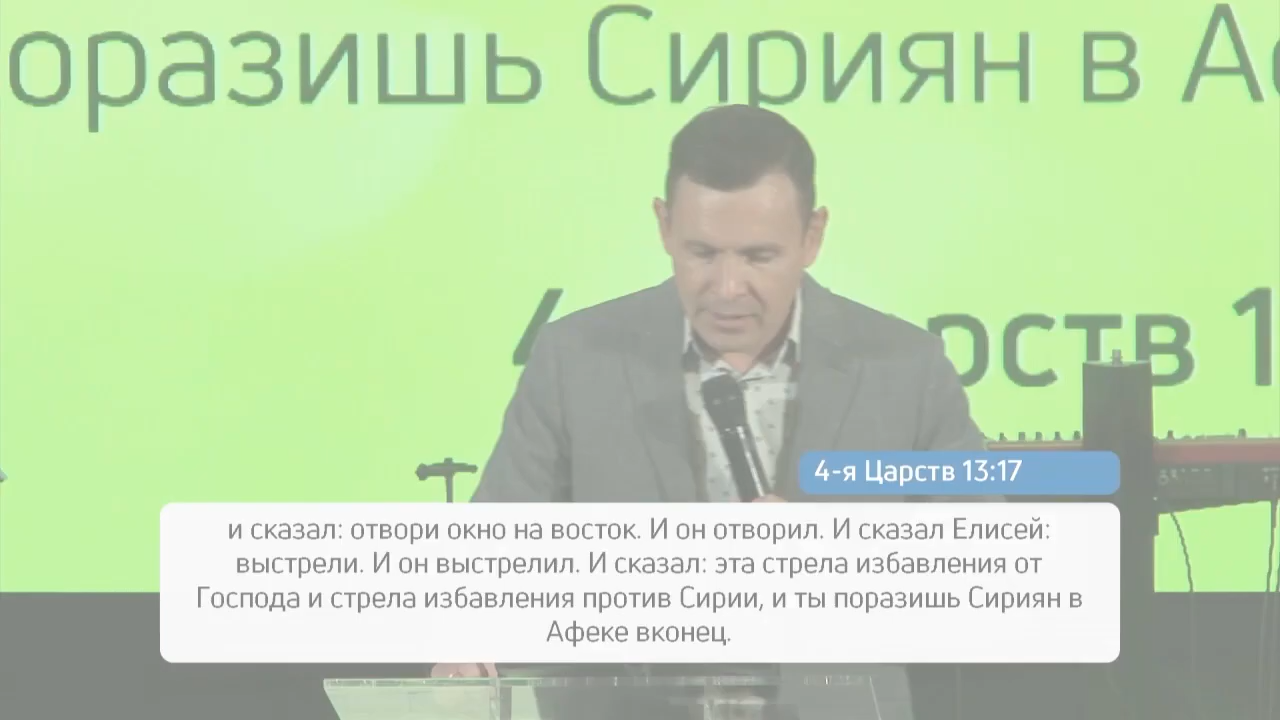 оразишь Сириян в
рств 1
4-я Царств 13:17
и сказал: отвори окно на восток. И он отворил. И сказал Елисей:
выстрели. И он выстрелил. И сказал: эта стрела избавления от
Господа и стрела избавления против Сирии, и ты поразишь Сириян в
Афеке вконец.